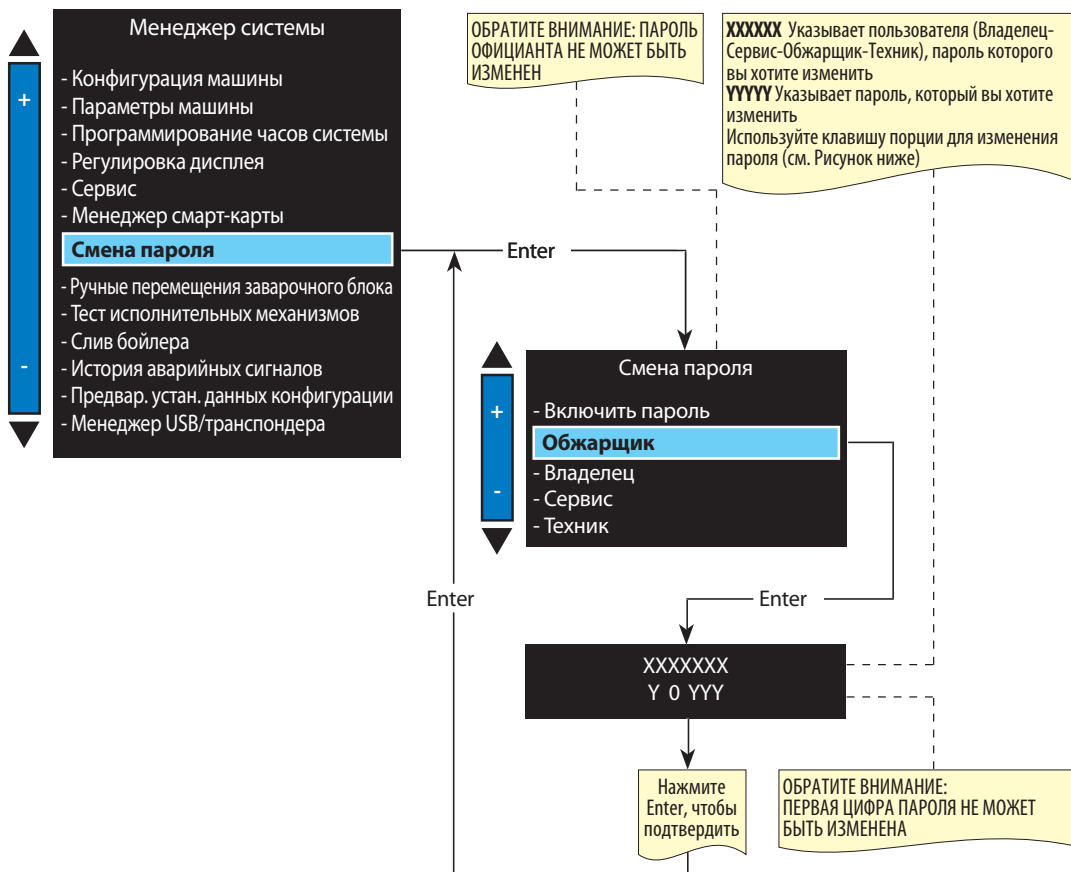 Менеджер системы
- Конфигурация машины
- Параметры машины
- Программирование часов системы
- Регулировка дисплея
- Сервис
- Менеджер смарт-карты
Смена пароля
- Ручные перемещения заварочного блока
- Тест исполнительных механизмов
- Слив бойлера
- История аварийных сигналов
- Предвар. устан. данных конфигурации
- Менеджер USB/транспондера
+
-
ОБРАТИТЕ ВНИМАНИЕ: ПАРОЛЬ
ОФИЦИАНТА НЕ МОЖЕТ БЫТЬ
ИЗМЕНЕН
XXXXXX Указывает пользователя (Владелец-
Сервис-Обжарщик-Техник), пароль которого
вы хотите изменить
YYYYY Указывает пароль, который вы хотите
изменить
Используйте клавишу порции для изменения
пароля (см. Рисунок ниже)
Enter
Смена пароля
- Включить пароль
Обжарщик
- Владелец
- Сервис
- Техник
+
-
Enter
Enter
XXXXXXX
Y 0 YYY
Нажмите
Enter, чтобы
подтвердить
ОБРАТИТЕ ВНИМАНИЕ:
ПЕРВАЯ ЦИФРА ПАРОЛЯ НЕ МОЖЕТ
БЫТЬ ИЗМЕНЕНА